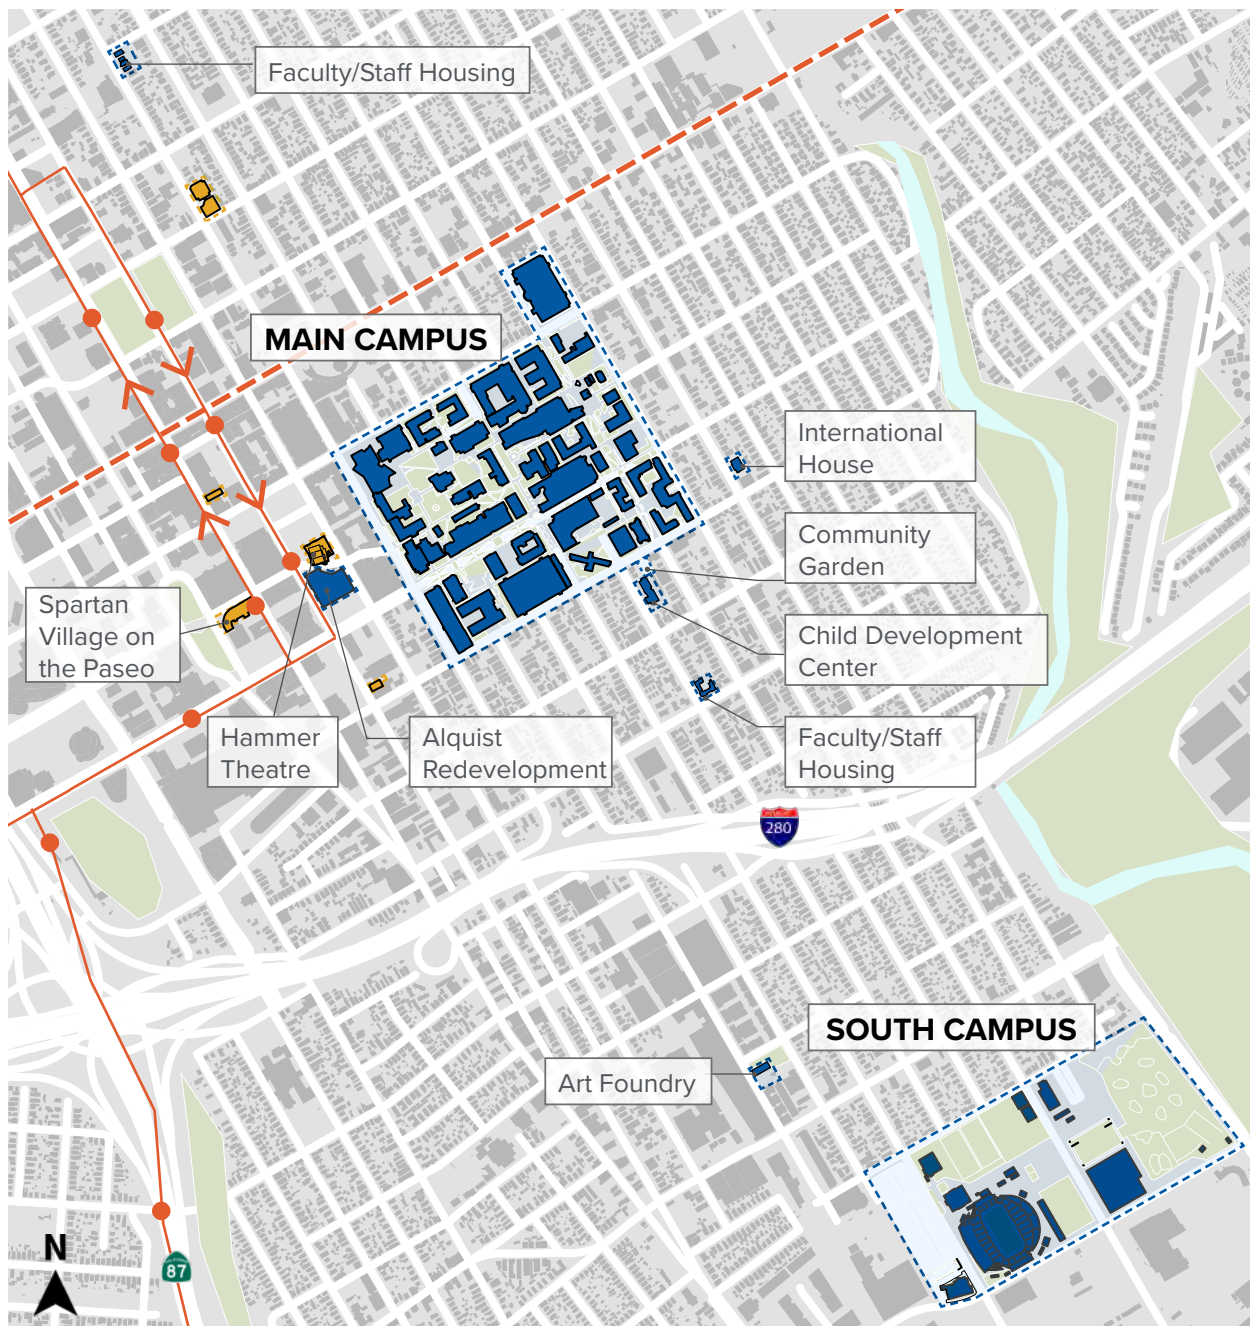 Faculty/Staff Housing
MAIN CAMPUS
International
House
Community
Garden
Spartan
Village on
the Paseo
Child Development
Center
Hammer
Theatre
Alquist
Redevelopment
Faculty/Staff
Housing
280
SOUTH CAMPUS
Art Foundry
N
87